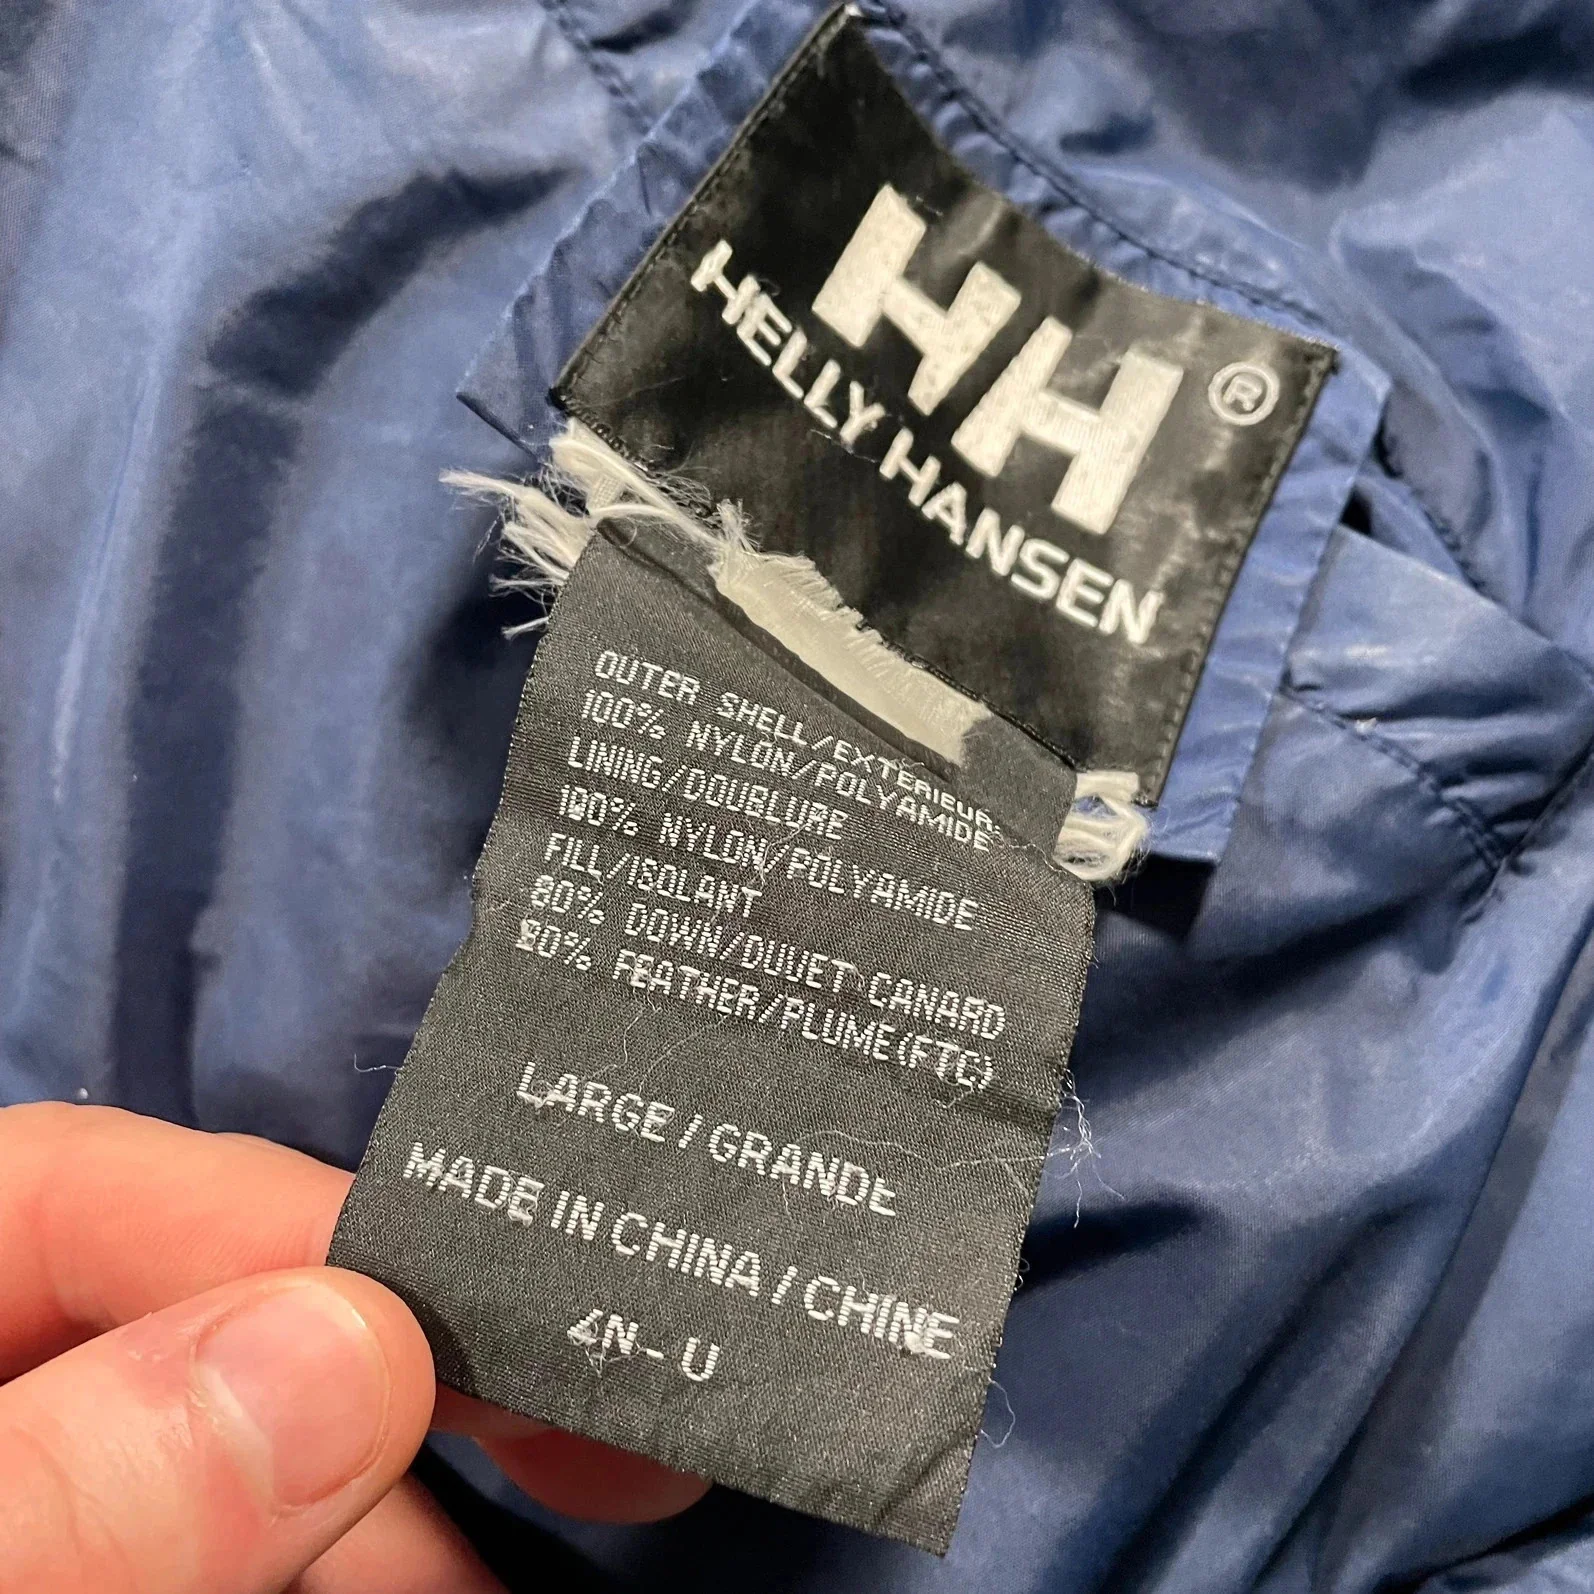 HH ®
HELLY HANSEN
OUTER SHELL/EXTERIEUR:
100% NYLON/POLYAMIDE
LINING/DOUBLURE
100% NYLON/POLYAMIDE
FILL/ISOLANT
80% DOWN/DUVET CANARD
20% FEATHER/PLUME(FTC)
LARGE / GRANDE
MADE IN CHINA / CHINE
4N-U